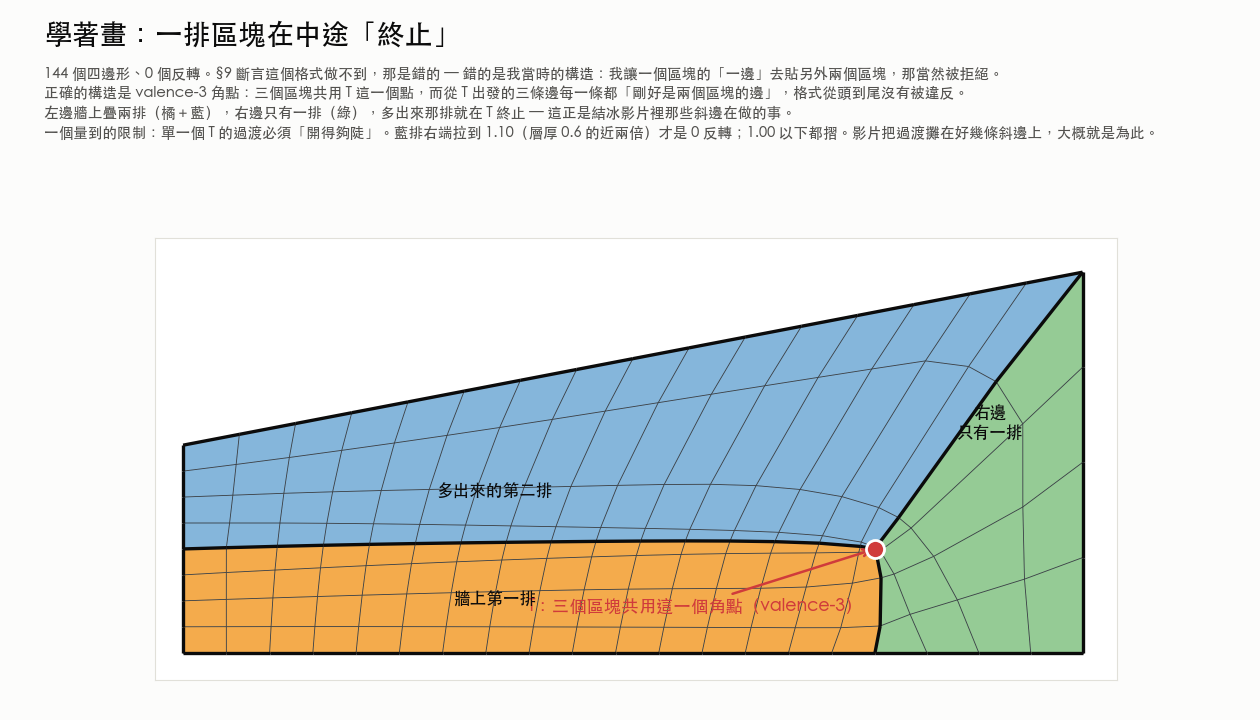 學著畫：一排區塊在中途「終止」
144 個四邊形、0 個反轉。§9 斷言這個格式做不到，那是錯的 — 錯的是我當時的構造：我讓一個區塊的「一邊」去貼另外兩個區塊，那當然被拒絕。
正確的構造是 valence-3 角點：三個區塊共用 T 這一個點，而從 T 出發的三條邊每一條都「剛好是兩個區塊的邊」，格式從頭到尾沒有被違反。
左邊牆上疊兩排（橘＋藍），右邊只有一排（綠），多出來那排就在 T 終止 — 這正是結冰影片裡那些斜邊在做的事。
一個量到的限制：單一個 T 的過渡必須「開得夠陡」。藍排右端拉到 1.10（層厚 0.6 的近兩倍）才是 0 反轉；1.00 以下都摺。影片把過渡攤在好幾條斜邊上，大概就是為此。
右邊
只有一排
多出來的第二排
牆上第一排
T：三個區塊共用這一個角點（valence-3）